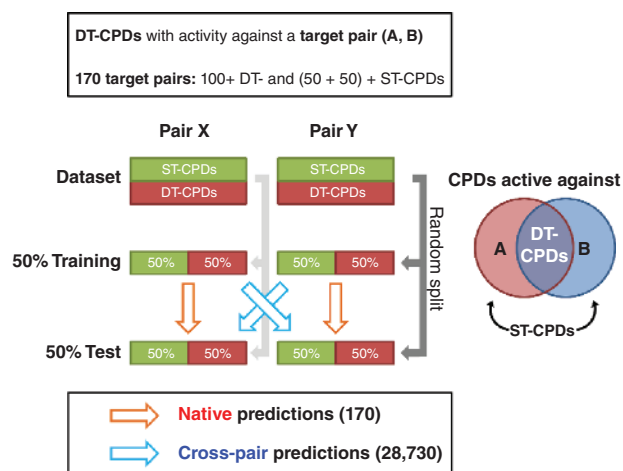 DT-CPDs with activity against a target pair (A, B)
170 target pairs: 100+ DT- and (50 + 50) + ST-CPDs
Pair X
Pair Y
Dataset
ST-CPDs
DT-CPDs
ST-CPDs
DT-CPDs
50% Training
50%
50%
50%
50%
50% Test
50%
50%
50%
50%
Random split
CPDs active against
A
DT-
CPDs
B
ST-CPDs
Native predictions (170)
Cross-pair predictions (28,730)